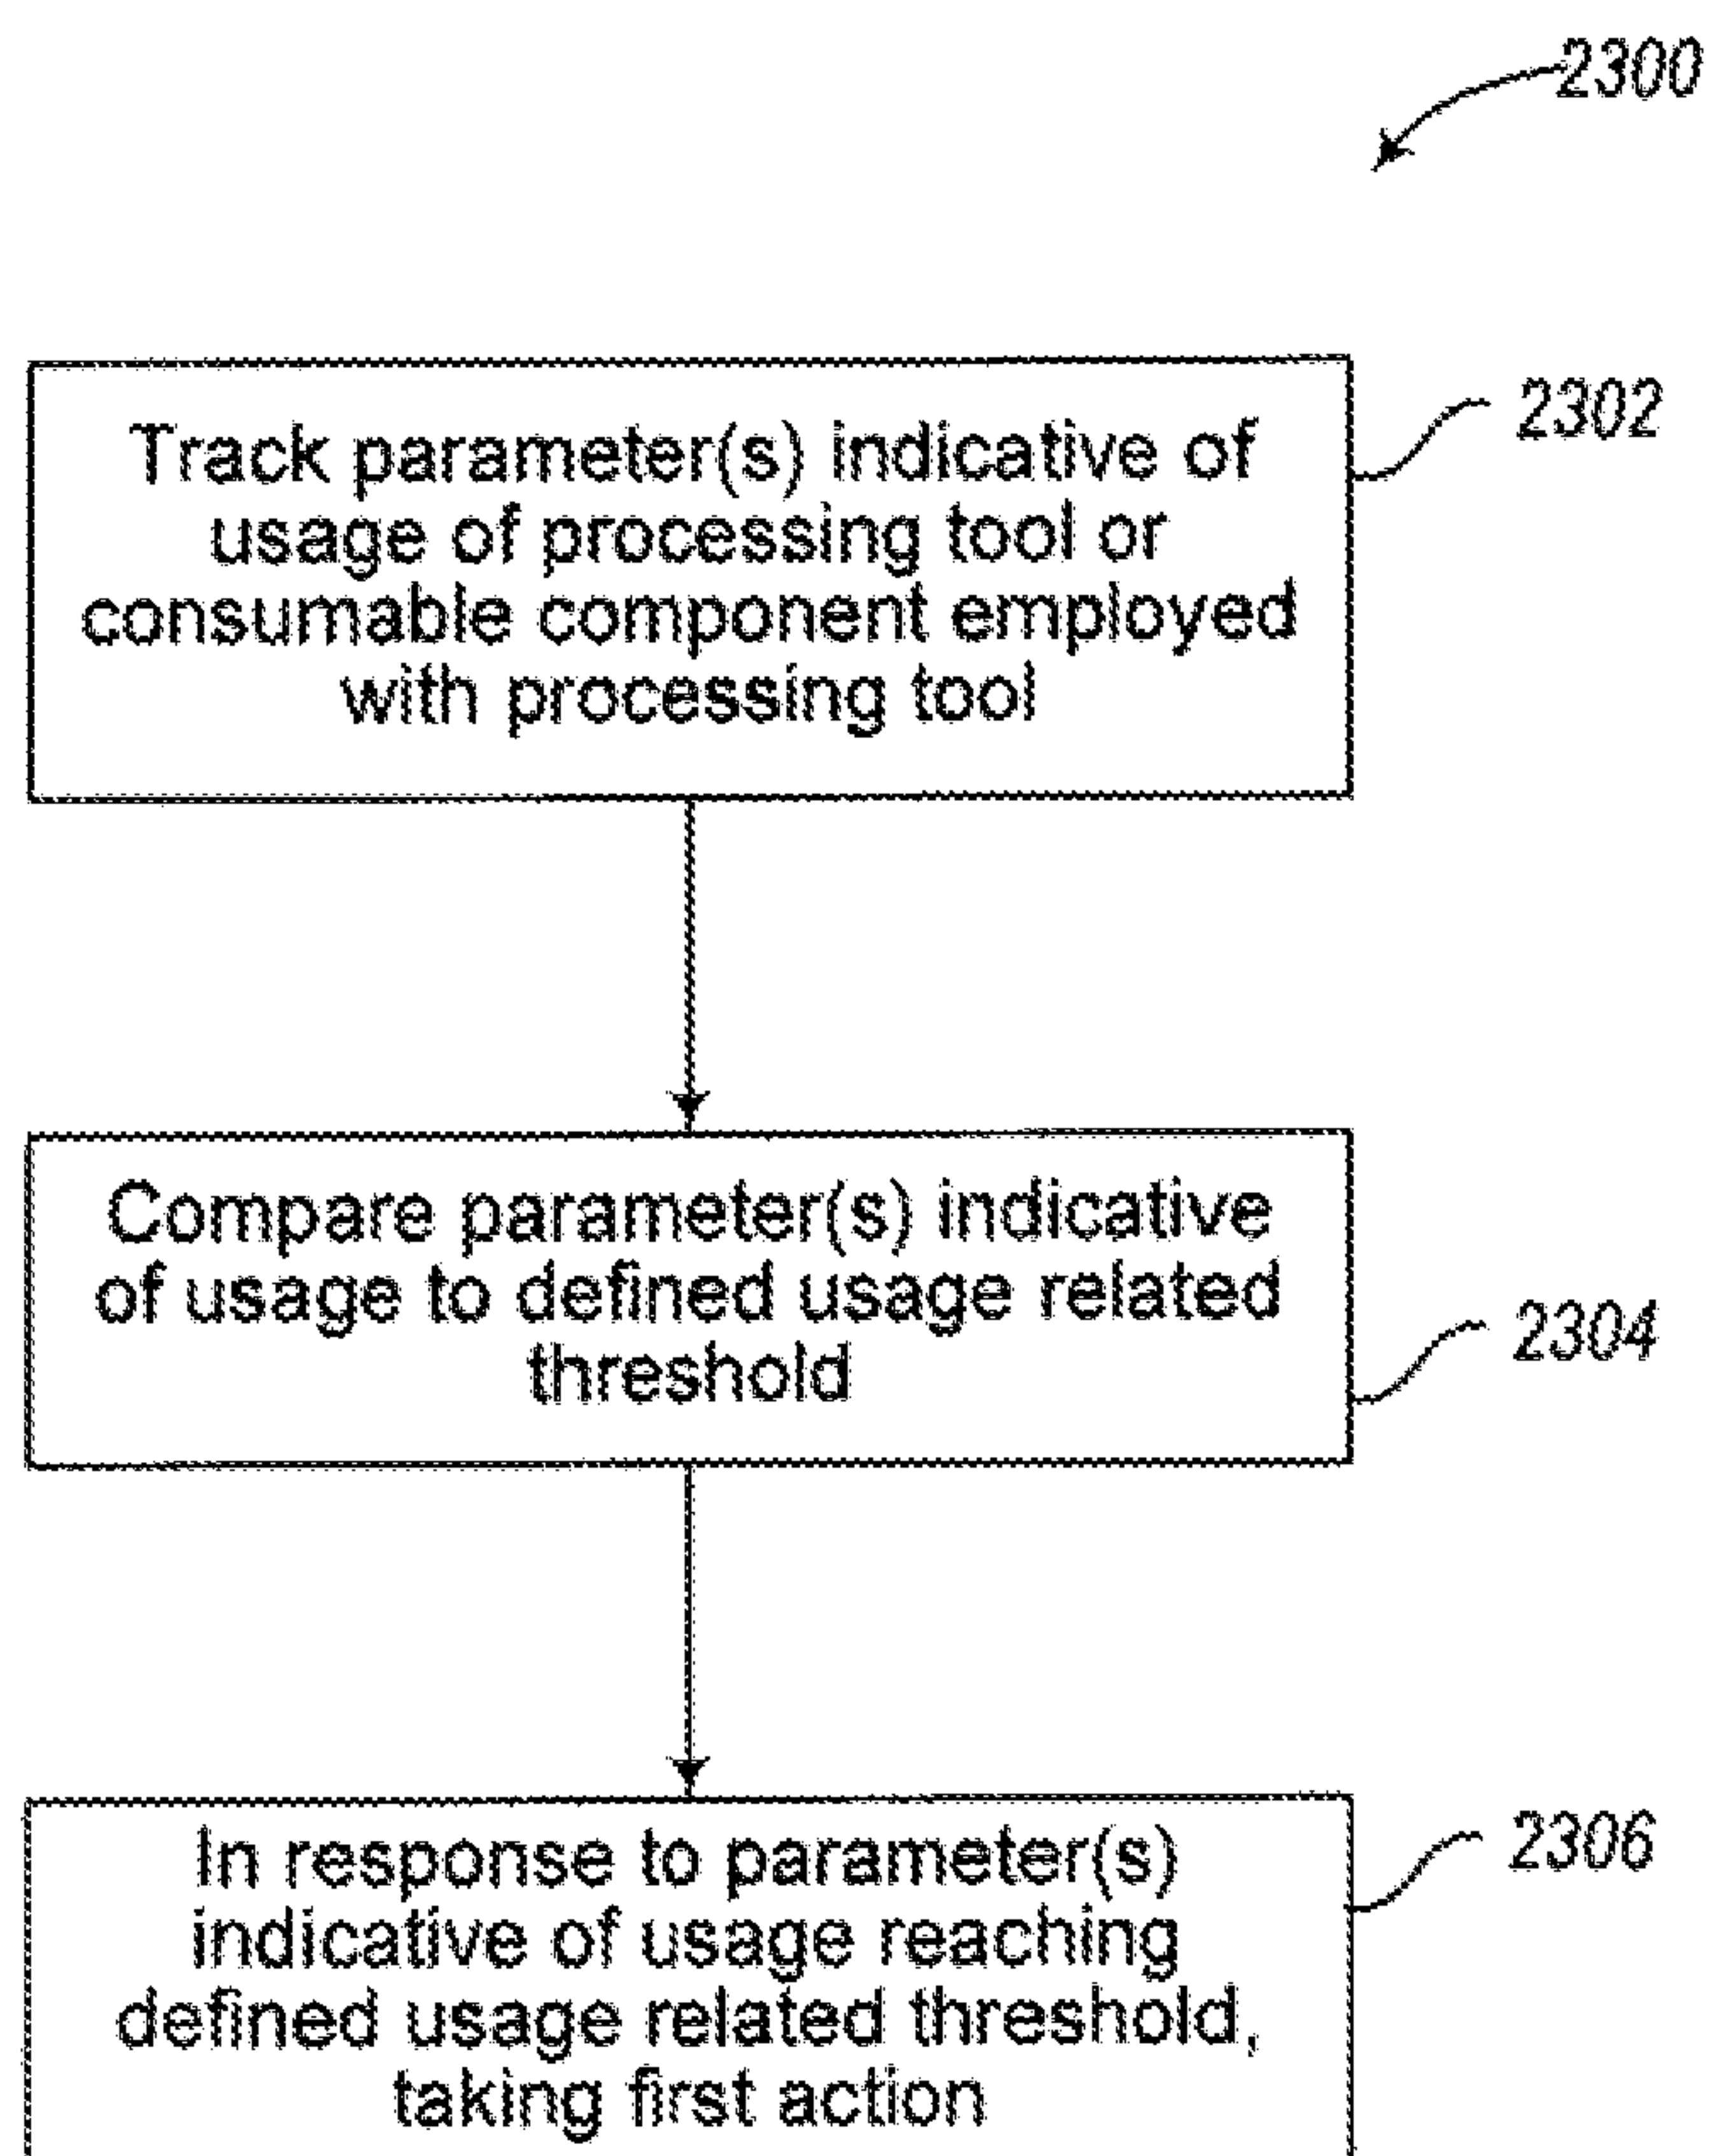 2300
Track parameter(s) indicative of
usage of processing tool or
consumable component employed
with processing tool
2302
Compare parameter(s) indicative
of usage to defined usage related
threshold
2304
In response to parameter(s)
indicative of usage reaching
defined usage related threshold,
taking first action
2306